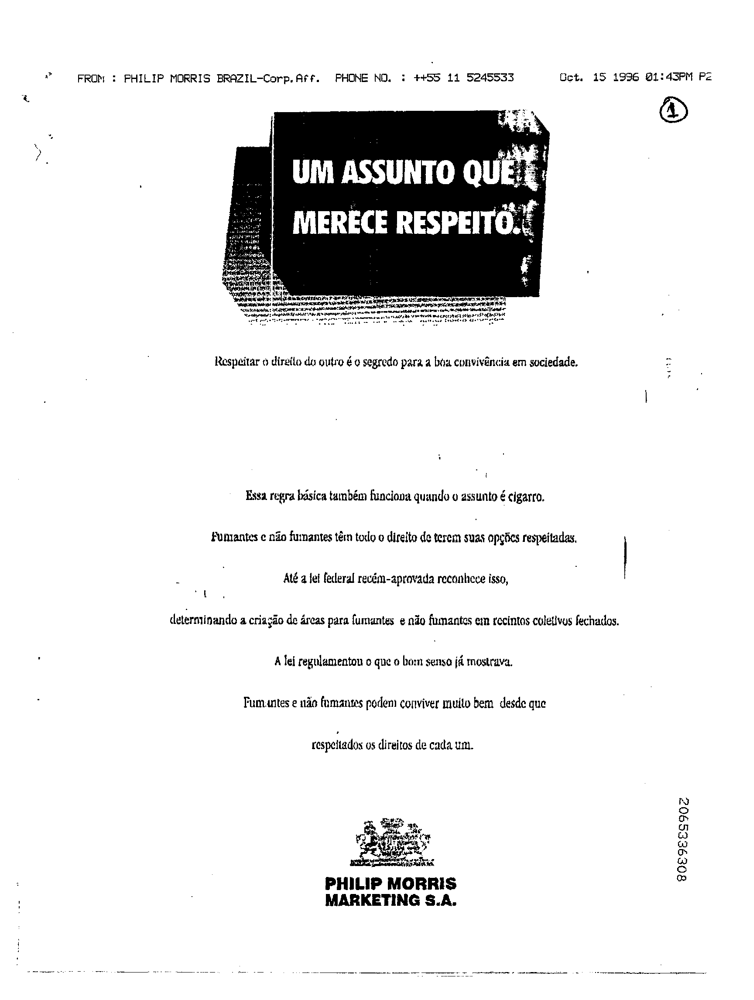 FROM : PHILIP MORRIS BRAZIL-Corp.Aff. PHONE NO. : ++55 11 5245533 Oct. 15 1996 01:43PM P2
1
UM ASSUNTO QUE
MERECE RESPEITO.
Respeitar o direito do outro é o segredo para a boa convivência em sociedade.
Essa regra básica também funciona quando o assunto é cigarro.
Fumantes e não fumantes têm todo o direito de terem suas opções respeitadas.
Até a lei federal recém-aprovada reconhece isso,
determinando a criação de áreas para fumantes e não fumantes em recintos coletivos fechados.
A lei regulamentou o que o bom senso já mostrava.
Fumantes e não fumantes podem conviver muito bem desde que
respeitados os direitos de cada um.
PHILIP MORRIS
MARKETING S.A.
2065336308